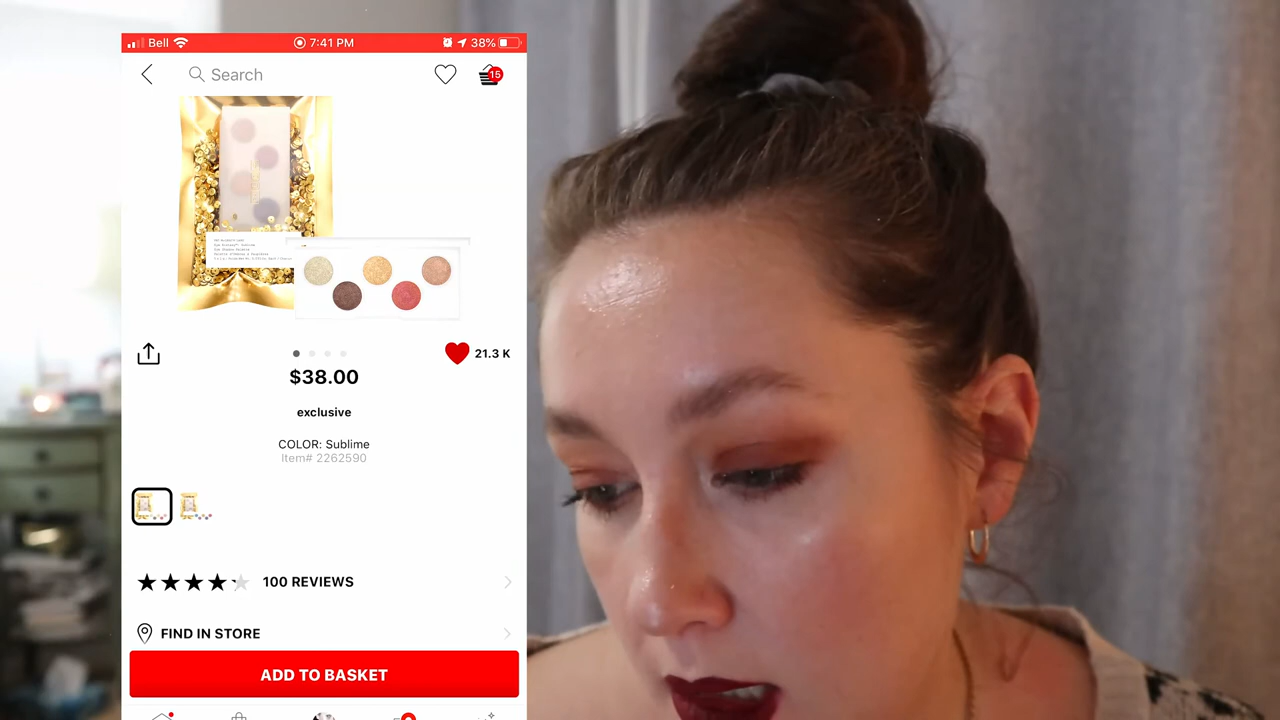 Bell 7:41 PM 38%
Search
15
21.3 K
$38.00
exclusive
COLOR: Sublime
Item# 2262590
100 REVIEWS
FIND IN STORE
ADD TO BASKET